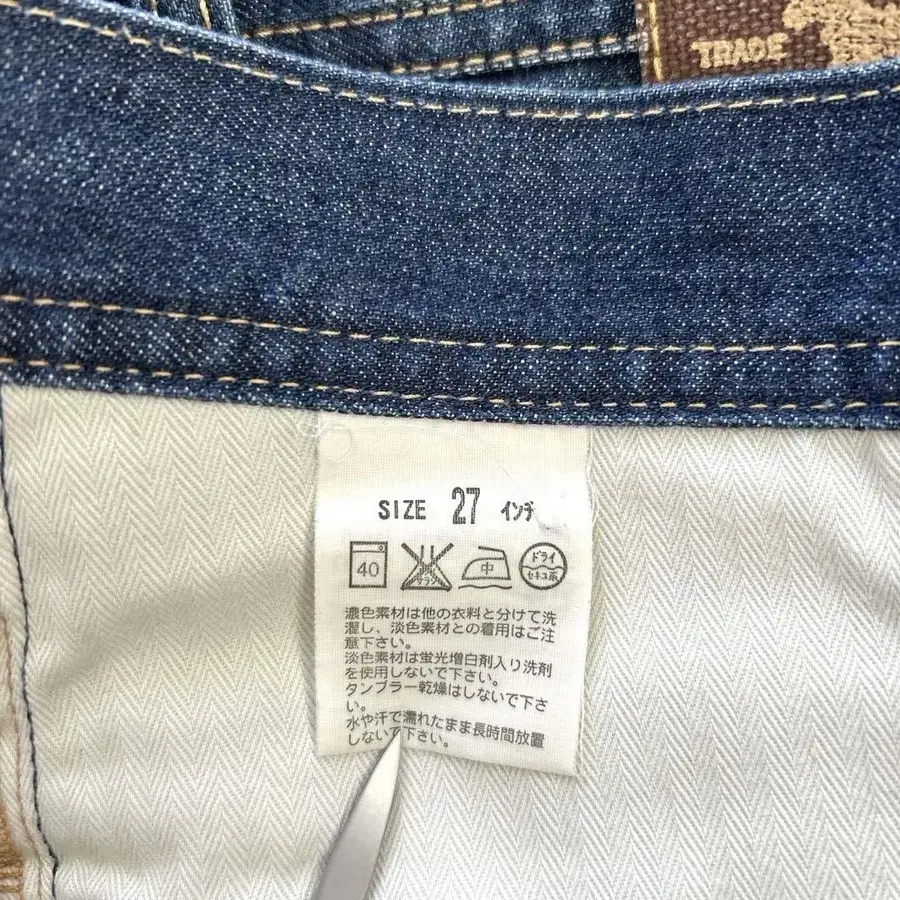 TRADE
SIZE 27 インチ
40 サラシ 中 ドライ
セキユ系
濃色素材は他の衣料と分けて洗
濯し、淡色素材との着用はご注
意下さい。
淡色素材は蛍光増白剤入り洗剤
を使用しないで下さい。
タンブラー乾燥はしないで下さ
い。
水や汗で濡れたまま長時間放置
しないで下さい。